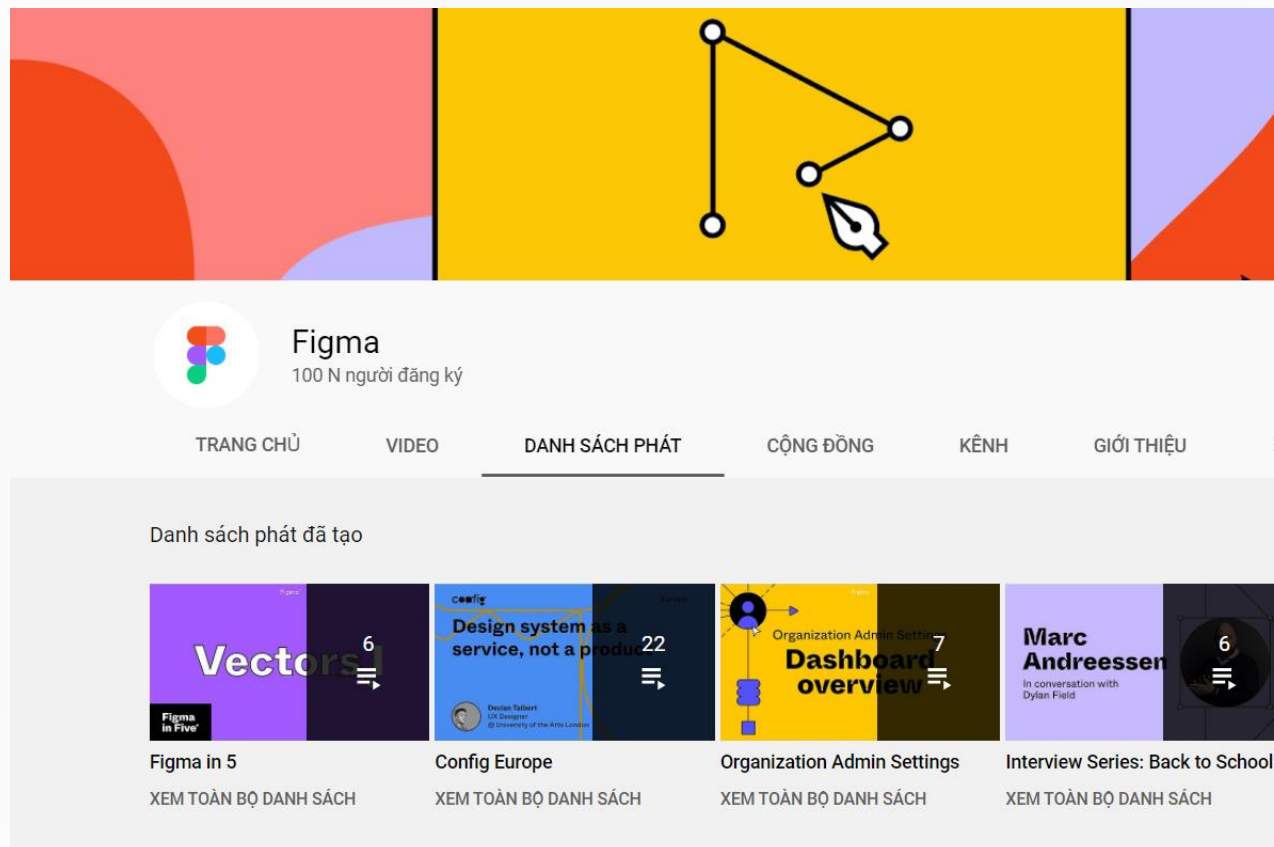 Figma
100 N người đăng ký
TRANG CHỦ
VIDEO
DANH SÁCH PHÁT
CỘNG ĐỒNG
KÊNH
GIỚI THIỆU
Danh sách phát đã tạo
Figma
Vectors I
6
Figma
in Five
Figma in 5
XEM TOÀN BỘ DANH SÁCH
config
Europe
Design system as a
service, not a product
22
Declan Talbert
UX Designer
@ University of the Arts London
Config Europe
XEM TOÀN BỘ DANH SÁCH
Figma
Organization Admin Settings
Dashboard
overview
7
Organization Admin Settings
XEM TOÀN BỘ DANH SÁCH
Marc
Andreessen
In conversation with
Dylan Field
6
Interview Series: Back to School
XEM TOÀN BỘ DANH SÁCH